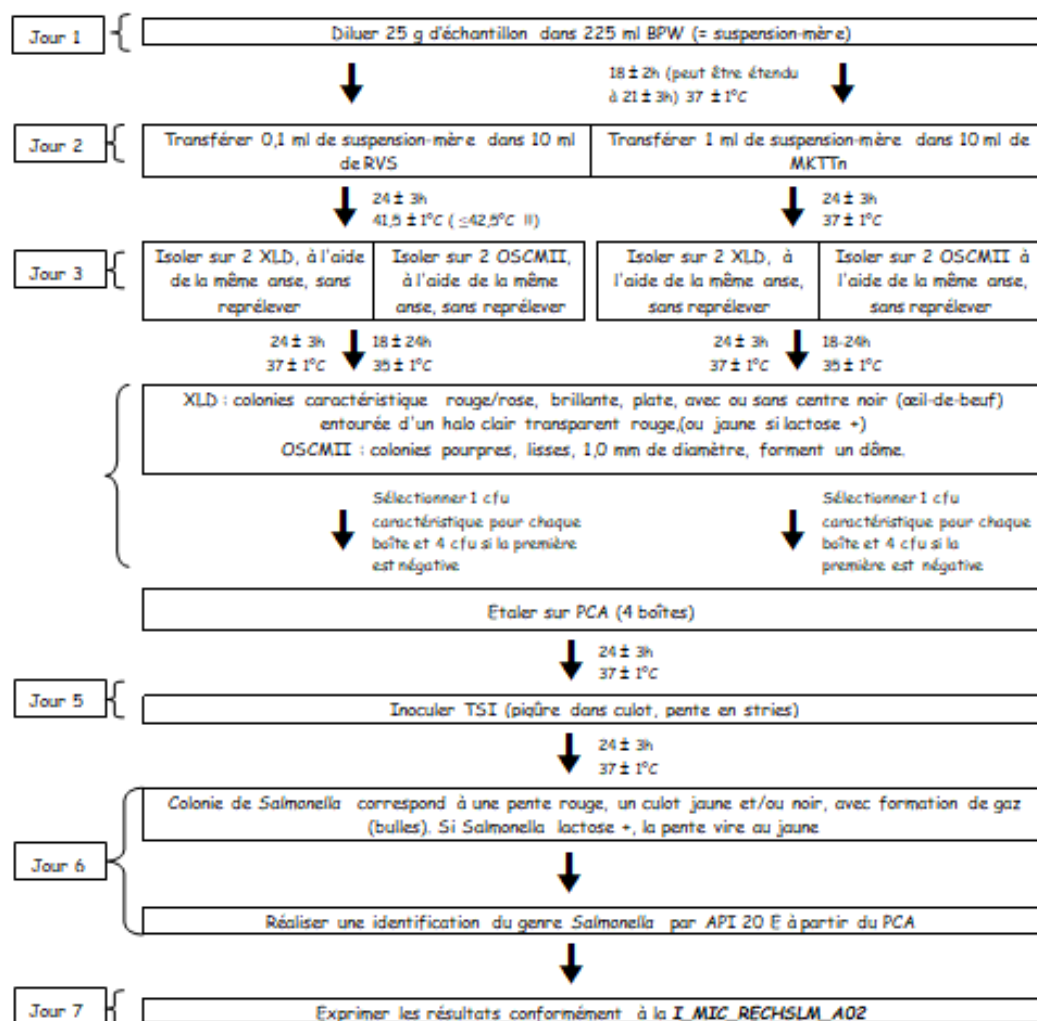 Jour 1
Diluer 25 g d'échantillon dans 225 ml BPW (= suspension-mère)
18 ± 2h (peut être étendu
à 21 ± 3h) 37 ± 1°C
Jour 2
Transférer 0,1 ml de suspension-mère dans 10 ml
de RVS
Transférer 1 ml de suspension-mère dans 10 ml de
MKTTn
24 ± 3h
41,5 ± 1°C ( ≤42,5°C !!)
24 ± 3h
37 ± 1°C
Jour 3
Isoler sur 2 XLD, à l'aide
de la même anse, sans
reprélever
Isoler sur 2 OSCMII,
à l'aide de la même
anse, sans reprélever
Isoler sur 2 XLD, à
l'aide de la même anse,
sans reprélever
Isoler sur 2 OSCMII à
l'aide de la même anse,
sans reprélever
24 ± 3h
37 ± 1°C
18 ± 24h
35 ± 1°C
24 ± 3h
37 ± 1°C
18-24h
35 ± 1°C
XLD : colonies caractéristique rouge/rose, brillante, plate, avec ou sans centre noir (œil-de-beuf)
entourée d'un halo clair transparent rouge,(ou jaune si lactose +)
OSCMII : colonies pourpres, lisses, 1,0 mm de diamètre, forment un dôme.
Sélectionner 1 cfu
caractéristique pour chaque
boîte et 4 cfu si la première
est négative
Sélectionner 1 cfu
caractéristique pour chaque
boîte et 4 cfu si la
première est négative
Etaler sur PCA (4 boîtes)
24 ± 3h
37 ± 1°C
Jour 5
Inoculer TSI (piqûre dans culot, pente en stries)
24 ± 3h
37 ± 1°C
Jour 6
Colonie de Salmonella correspond à une pente rouge, un culot jaune et/ou noir, avec formation de gaz
(bulles). Si Salmonella lactose +, la pente vire au jaune
Réaliser une identification du genre Salmonella par API 20 E à partir du PCA
Jour 7
Exprimer les résultats conformément à la I_MIC_RECHSLM_A02